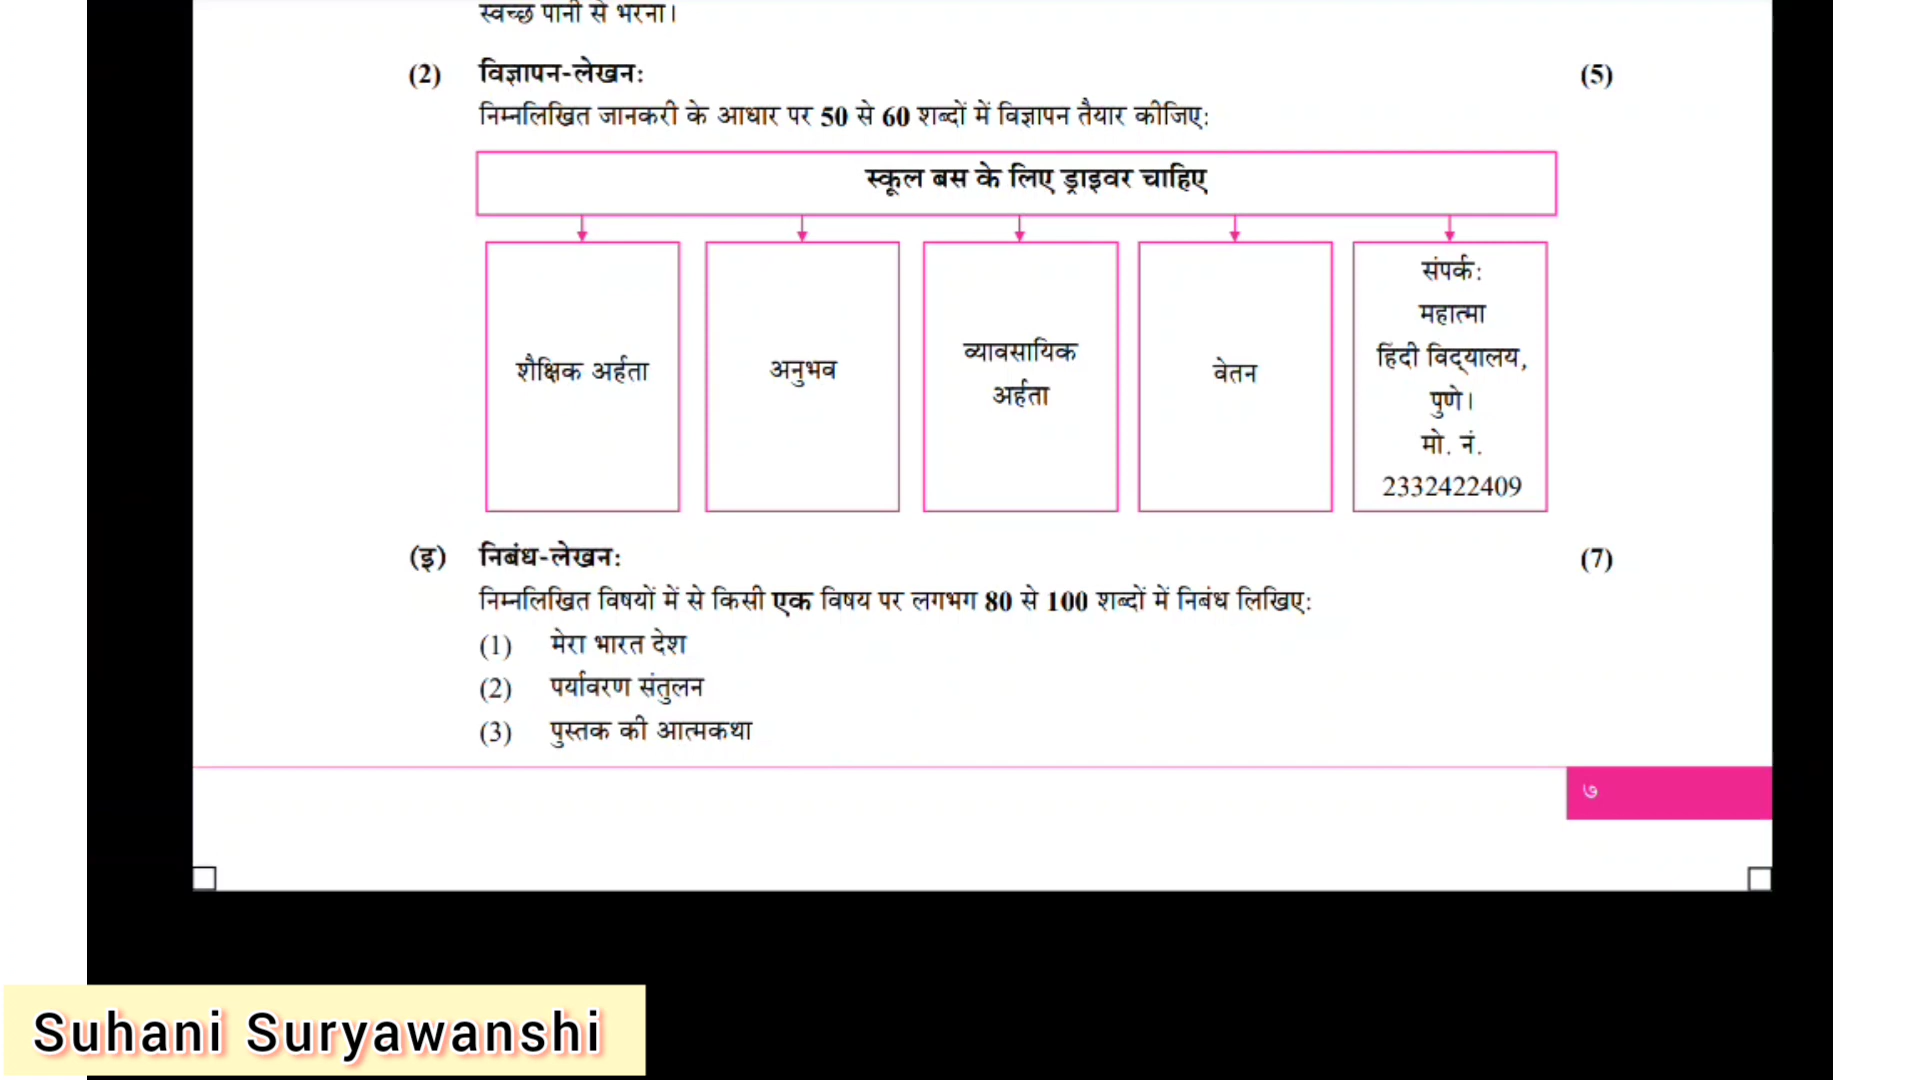 स्वच्छ पानी से भरना।
(2) विज्ञापन-लेखन: (5)
निम्नलिखित जानकरी के आधार पर 50 से 60 शब्दों में विज्ञापन तैयार कीजिए:
स्कूल बस के लिए ड्राइवर चाहिए
शैक्षिक अर्हता
अनुभव
व्यावसायिक
अर्हता
वेतन
संपर्क:
महात्मा
हिंदी विद्‌यालय,
पुणे।
मो. नं.
2332422409
(इ) निबंध-लेखन: (7)
निम्नलिखित विषयों में से किसी एक विषय पर लगभग 80 से 100 शब्दों में निबंध लिखिए:
(1) मेरा भारत देश
(2) पर्यावरण संतुलन
(3) पुस्तक की आत्मकथा
७
Suhani Suryawanshi